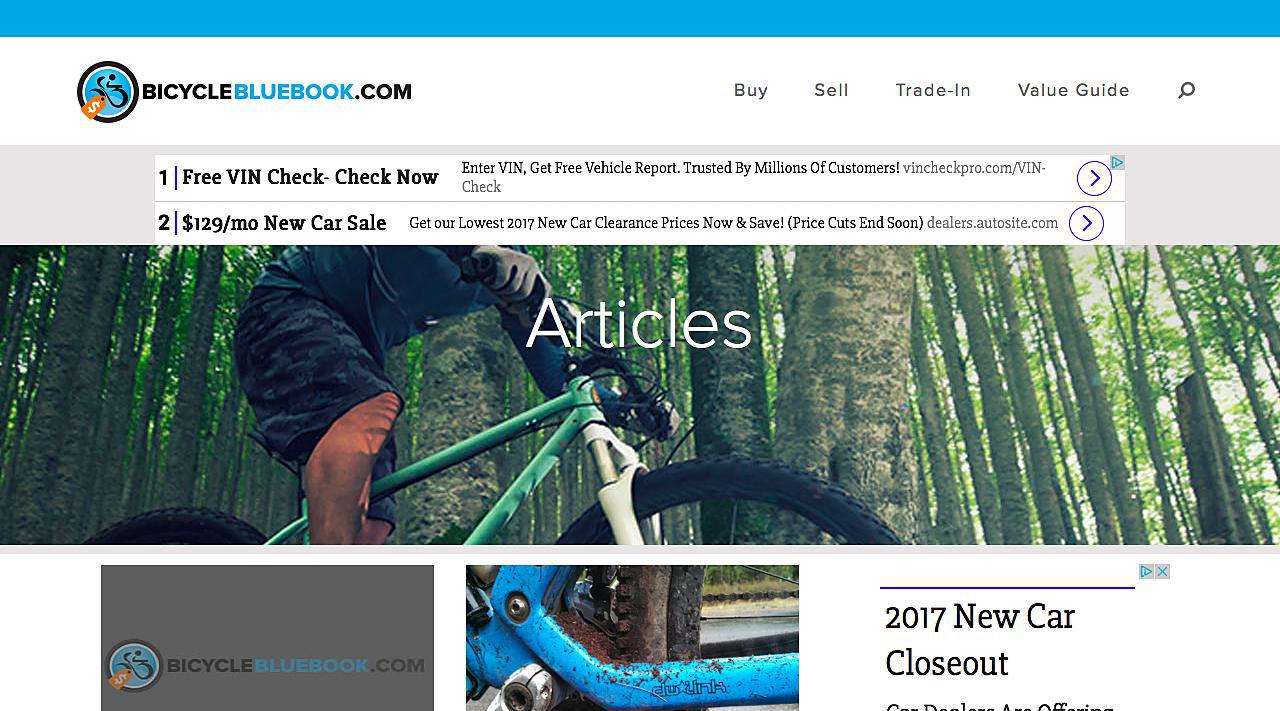 BICYCLEBLUEBOOK.COM
Buy Sell Trade-In Value Guide
1 Free VIN Check- Check Now Enter VIN, Get Free Vehicle Report. Trusted By Millions Of Customers! vincheckpro.com/VIN-
Check
2 $129/mo New Car Sale Get our Lowest 2017 New Car Clearance Prices Now & Save! (Price Cuts End Soon) dealers.autosite.com
Articles
BICYCLEBLUEBOOK.COM
dw-link
2017 New Car
Closeout
Car Dealers Are Offering